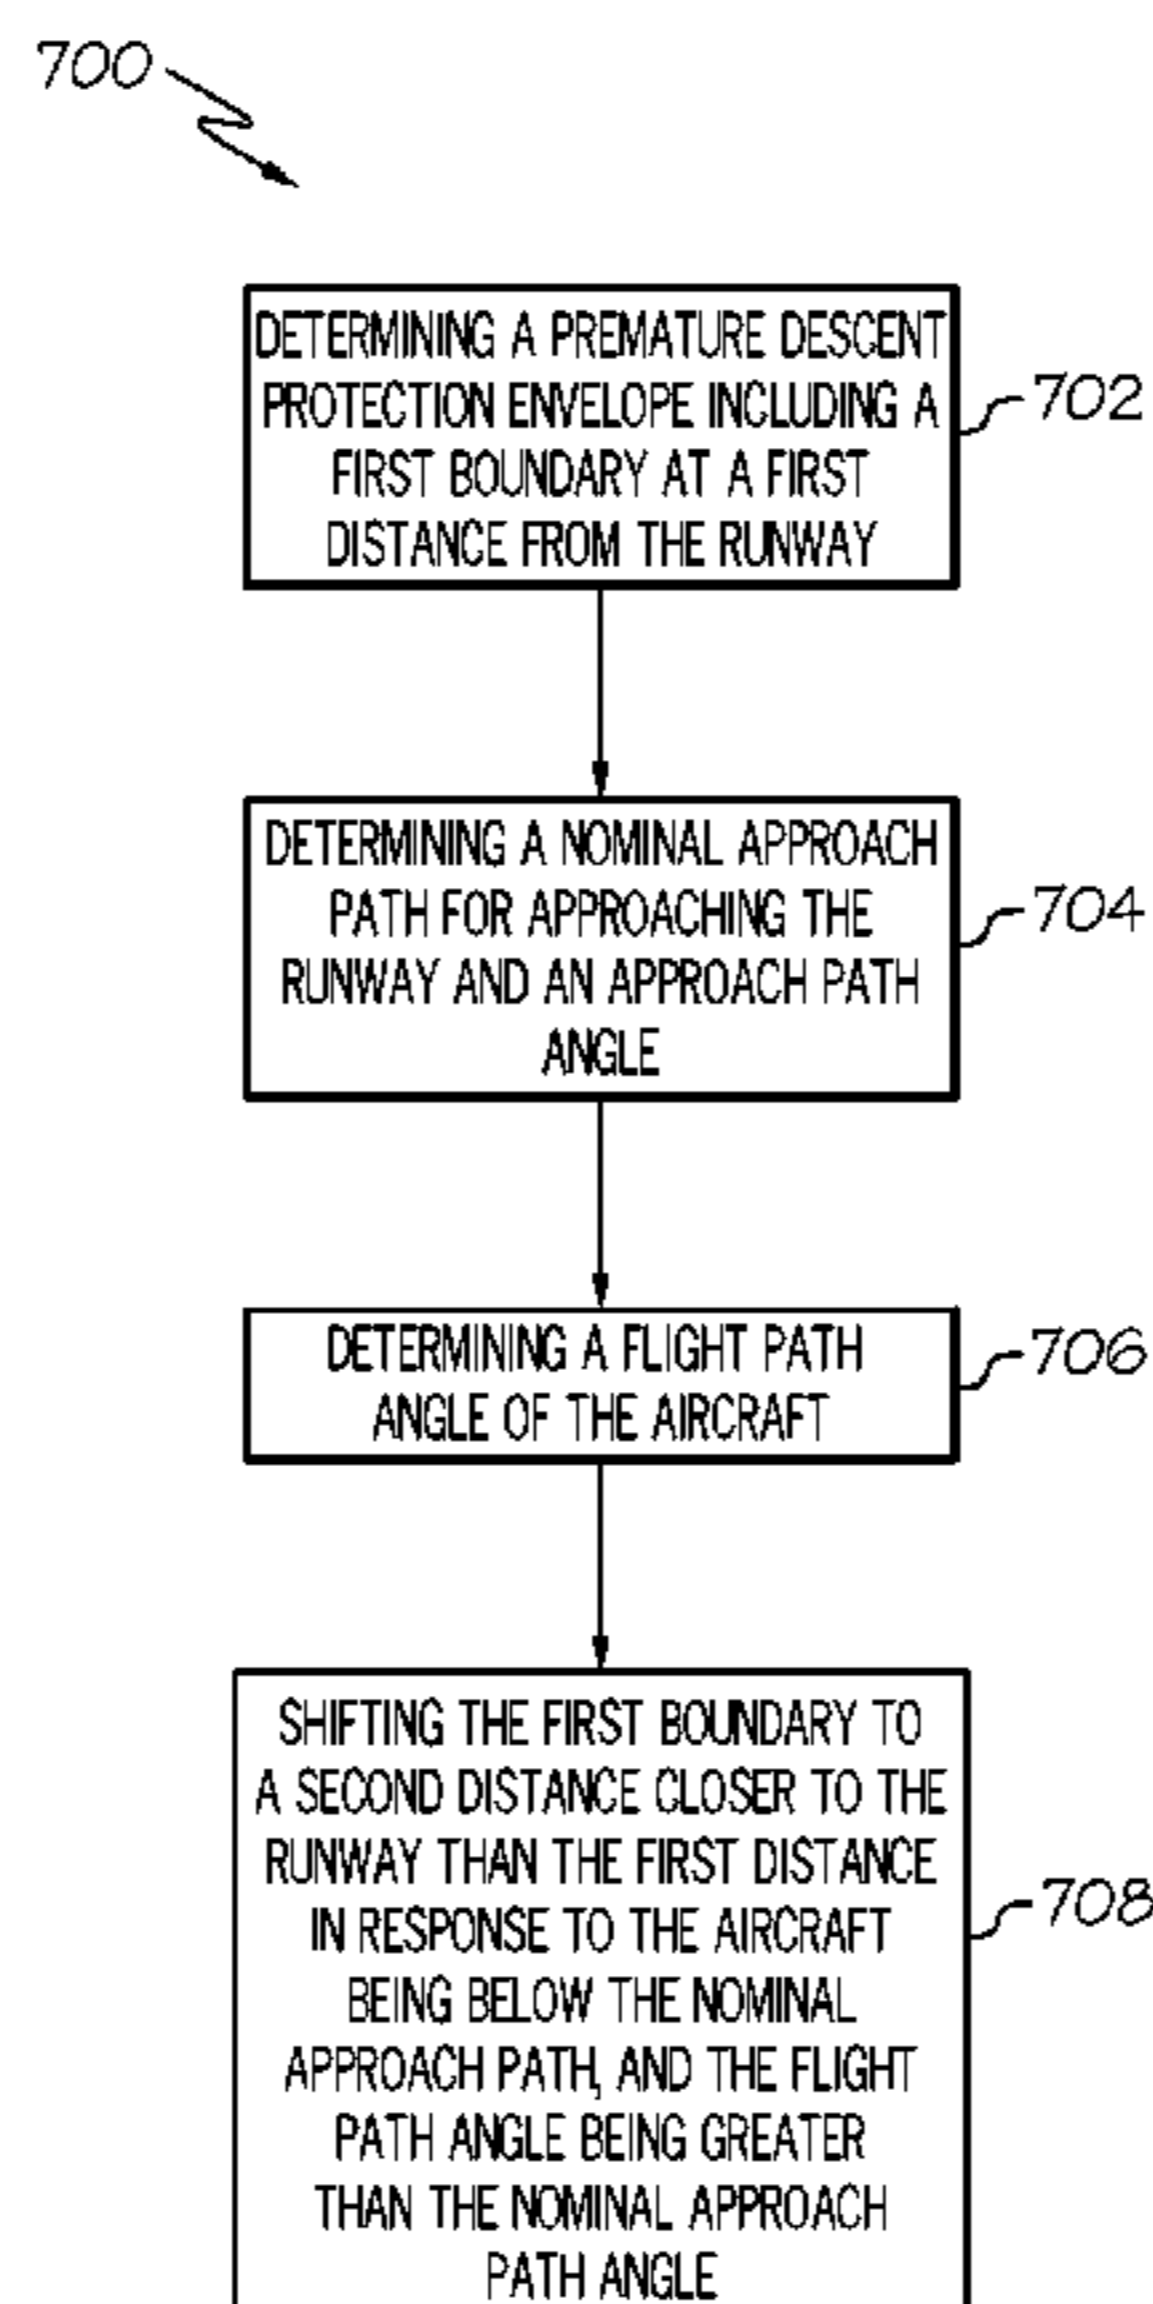 700
DETERMINING A PREMATURE DESCENT
PROTECTION ENVELOPE INCLUDING A
FIRST BOUNDARY AT A FIRST
DISTANCE FROM THE RUNWAY
702
DETERMINING A NOMINAL APPROACH
PATH FOR APPROACHING THE
RUNWAY AND AN APPROACH PATH
ANGLE
704
DETERMINING A FLIGHT PATH
ANGLE OF THE AIRCRAFT
706
SHIFTING THE FIRST BOUNDARY TO
A SECOND DISTANCE CLOSER TO THE
RUNWAY THAN THE FIRST DISTANCE
IN RESPONSE TO THE AIRCRAFT
BEING BELOW THE NOMINAL
APPROACH PATH, AND THE FLIGHT
PATH ANGLE BEING GREATER
THAN THE NOMINAL APPROACH
PATH ANGLE
708